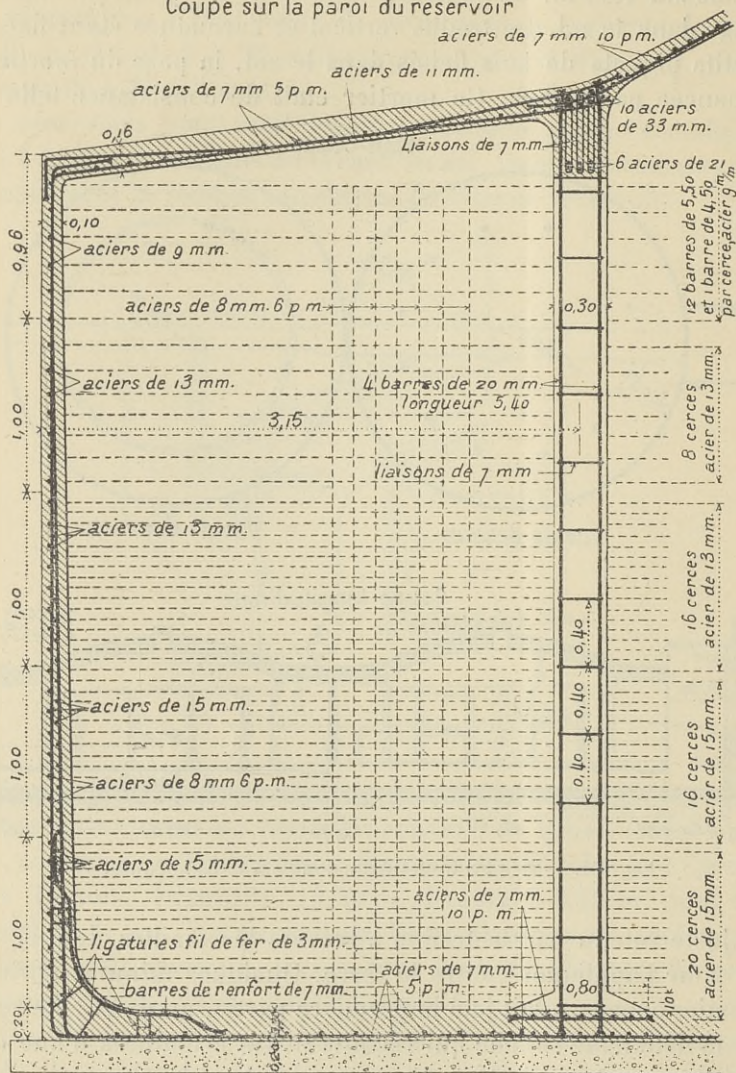 Coupe sur la paroi du reservoir
aciers de 7 mm 10 p m.
aciers de 11 mm.
aciers de 7 mm 5 p m.
10 aciers
de 33 m.m.
0,16
Liaisons de 7 m.m
6 aciers de 21
12 barres de 5,50
et 1 barre de 4,50
par cerce, acier 9 m/m
0,10
0,96
aciers de 9 mm
aciers de 8 mm. 6 p m
0,30
aciers de 13 mm.
4 barres de 20 mm
longueur 5,40
8 cerces
acier de 13 mm.
1,00
3,15
liaisons de 7 mm
aciers de 13 mm.
16 cerces
acier de 13 mm.
1,00
0,40
0,40
0,40
aciers de 15 mm.
16 cerces
acier de 15 mm.
1,00
aciers de 8 mm 6 p.m.
aciers de 15 mm.
20 cerces
acier de 15 mm.
aciers de 7 mm.
10 p. m.
1,00
ligatures fil de fer de 3 mm.
aciers de 7 mm.
5 p. m.
barres de renfort de 7 mm.
0,80
10
0,20
0,20